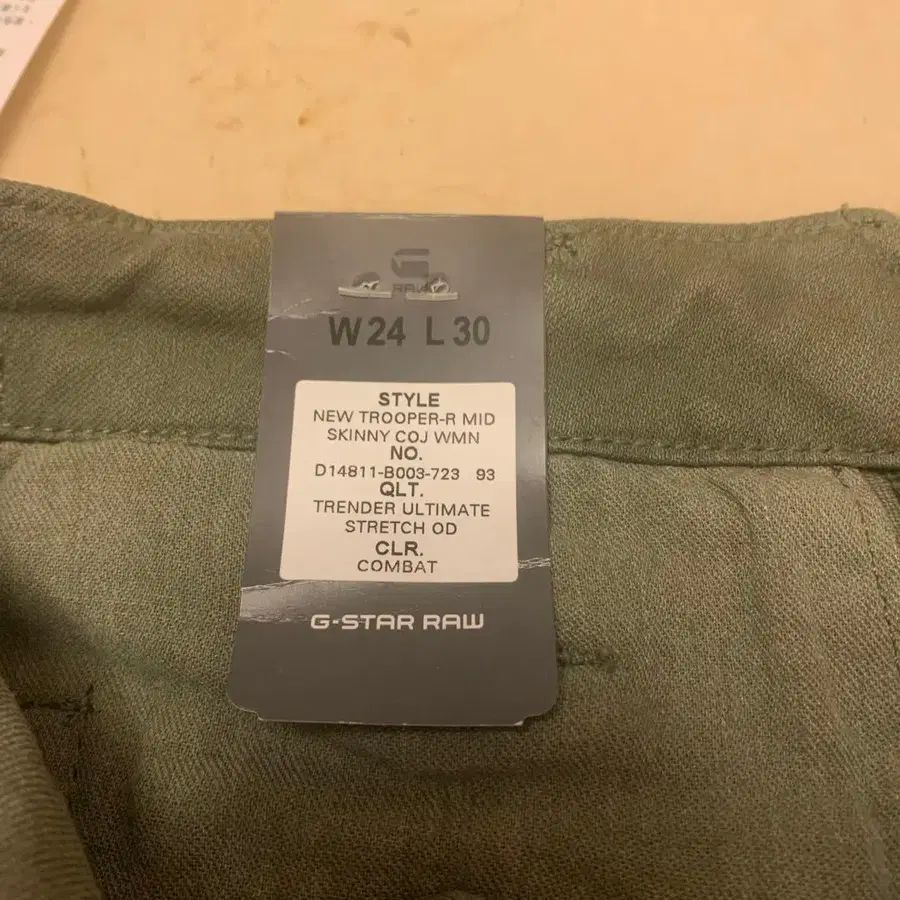 G
RAW
W24 L30
STYLE
NEW TROOPER-R MID
SKINNY COJ WMN
NO.
D14811-B003-723 93
QLT.
TRENDER ULTIMATE
STRETCH OD
CLR.
COMBAT
G-STAR RAW